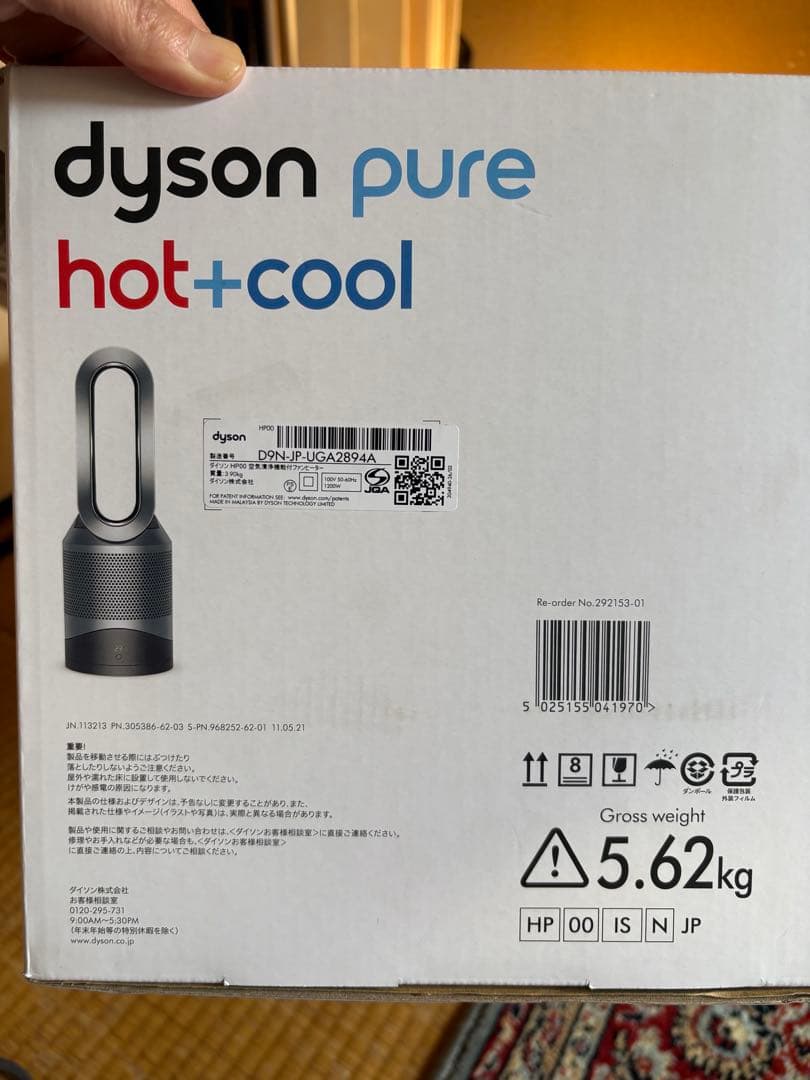 dyson pure
hot+cool
HP00
dyson
製造番号 D9N-JP-UGA2894A
ダイソン HP00 空気清浄機能付ファンヒーター
質量:3.90kg
ダイソン株式会社
100V 50-60Hz
1200W
JQA
FOR PATENT INFORMATION SEE: www.dyson.com/patents
MADE IN MALAYSIA BY DYSON TECHNOLOGY LIMITED
Re-order No.292153-01
5 025155 041970 >
JN.113213 PN.305386-62-03 S-PN.968252-62-01 11.05.21
重要!
製品を移動させる際にはぶつけたり
落としたりしないようご注意ください。
屋外や濡れた床に設置して使用しないでください。
けがや感電の原因になります。
本製品の仕様およびデザインは、予告なしに変更することがあり、また、
掲載された仕様やイメージ(イラストや写真)は、実際と異なる場合があります。
製品や使用に関するご相談やお問い合わせは、<ダイソンお客様相談室>に直接ご連絡ください。
修理やお手入れなどが必要な場合も、<ダイソンお客様相談室>
に直接ご連絡の上、内容についてご相談ください。
ダイソン株式会社
お客様相談室
0120-295-731
9:00AM〜5:30PM
(年末年始等の特別休暇を除く)
www.dyson.co.jp
8
プラ
ダンボール
保護包装
外装フィルム
Gross weight
5.62kg
HP 00 IS N JP